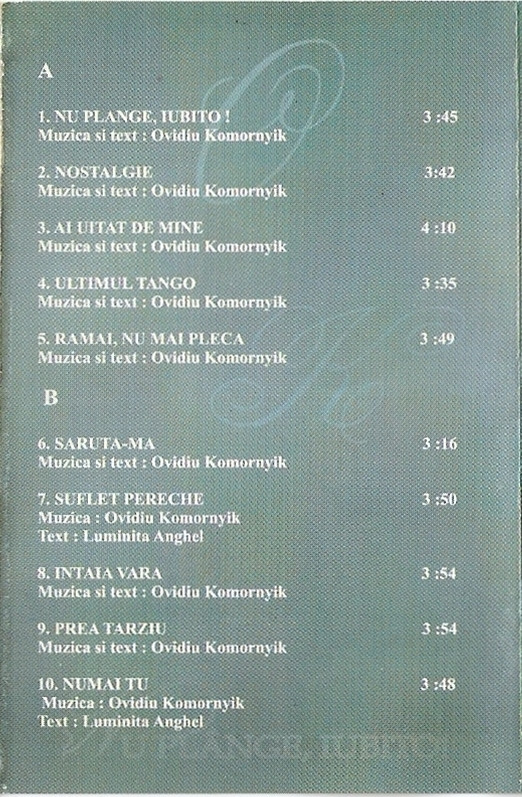 A
1. NU PLANGE, IUBITO !    3 :45
Muzica si text : Ovidiu Komornyik
2. NOSTALGIE    3:42
Muzica si text : Ovidiu Komornyik
3. AI UITAT DE MINE    4 :10
Muzica si text : Ovidiu Komornyik
4. ULTIMUL TANGO    3 :35
Muzica si text : Ovidiu Komornyik
5. RAMAI, NU MAI PLECA    3 :49
Muzica si text : Ovidiu Komornyik
B
6. SARUTA-MA    3 :16
Muzica si text : Ovidiu Komornyik
7. SUFLET PERECHE    3 :50
Muzica : Ovidiu Komornyik
Text : Luminita Anghel
8. INTAIA VARA    3 :54
Muzica si text : Ovidiu Komornyik
9. PREA TARZIU    3 :54
Muzica si text : Ovidiu Komornyik
10. NUMAI TU    3 :48
Muzica : Ovidiu Komornyik
Text : Luminita Anghel
NU PLANGE, IUBITO!